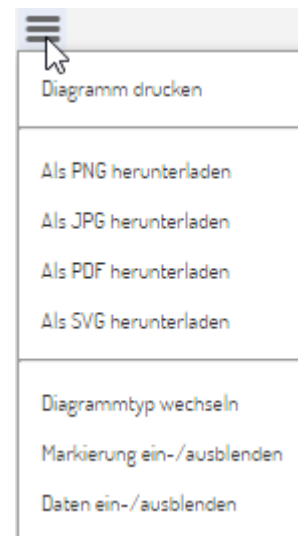 Diagramm drucken
Als PNG herunterladen
Als JPG herunterladen
Als PDF herunterladen
Als SVG herunterladen
Diagrammtyp wechseln
Markierung ein-/ausblenden
Daten ein-/ausblenden